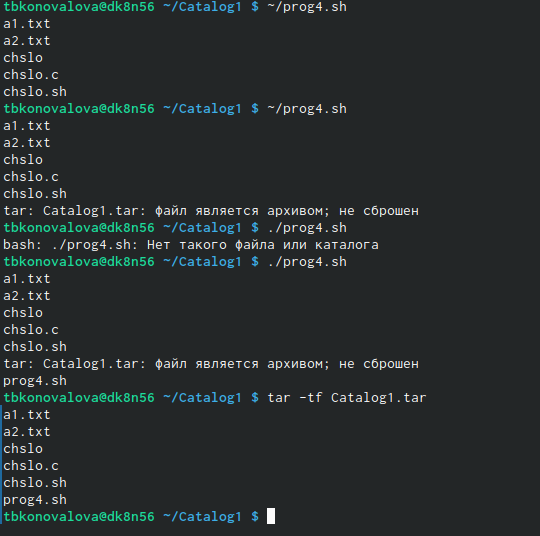 tbkonovalova@dk8n56 ~/Catalog1 $ ~/prog4.sh
a1.txt
a2.txt
chslo
chslo.c
chslo.sh
tbkonovalova@dk8n56 ~/Catalog1 $ ~/prog4.sh
a1.txt
a2.txt
chslo
chslo.c
chslo.sh
tar: Catalog1.tar: файл является архивом; не сброшен
tbkonovalova@dk8n56 ~/Catalog1 $ ./prog4.sh
bash: ./prog4.sh: Нет такого файла или каталога
tbkonovalova@dk8n56 ~/Catalog1 $ ./prog4.sh
a1.txt
a2.txt
chslo
chslo.c
chslo.sh
tar: Catalog1.tar: файл является архивом; не сброшен
prog4.sh
tbkonovalova@dk8n56 ~/Catalog1 $ tar -tf Catalog1.tar
a1.txt
a2.txt
chslo
chslo.c
chslo.sh
prog4.sh
tbkonovalova@dk8n56 ~/Catalog1 $